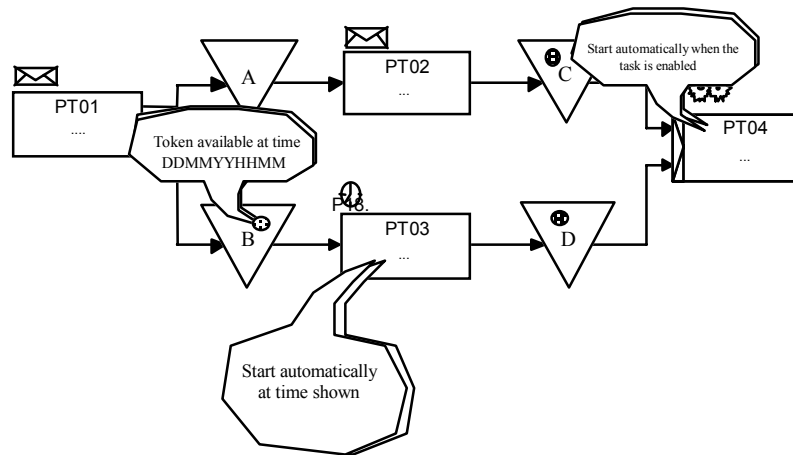 Start automatically when the
task is enabled
PT01
....
A
PT02
...
C
PT04
...
Token available at time
DDMMYYHHMM
B
PT03
...
D
Start automatically
at time shown